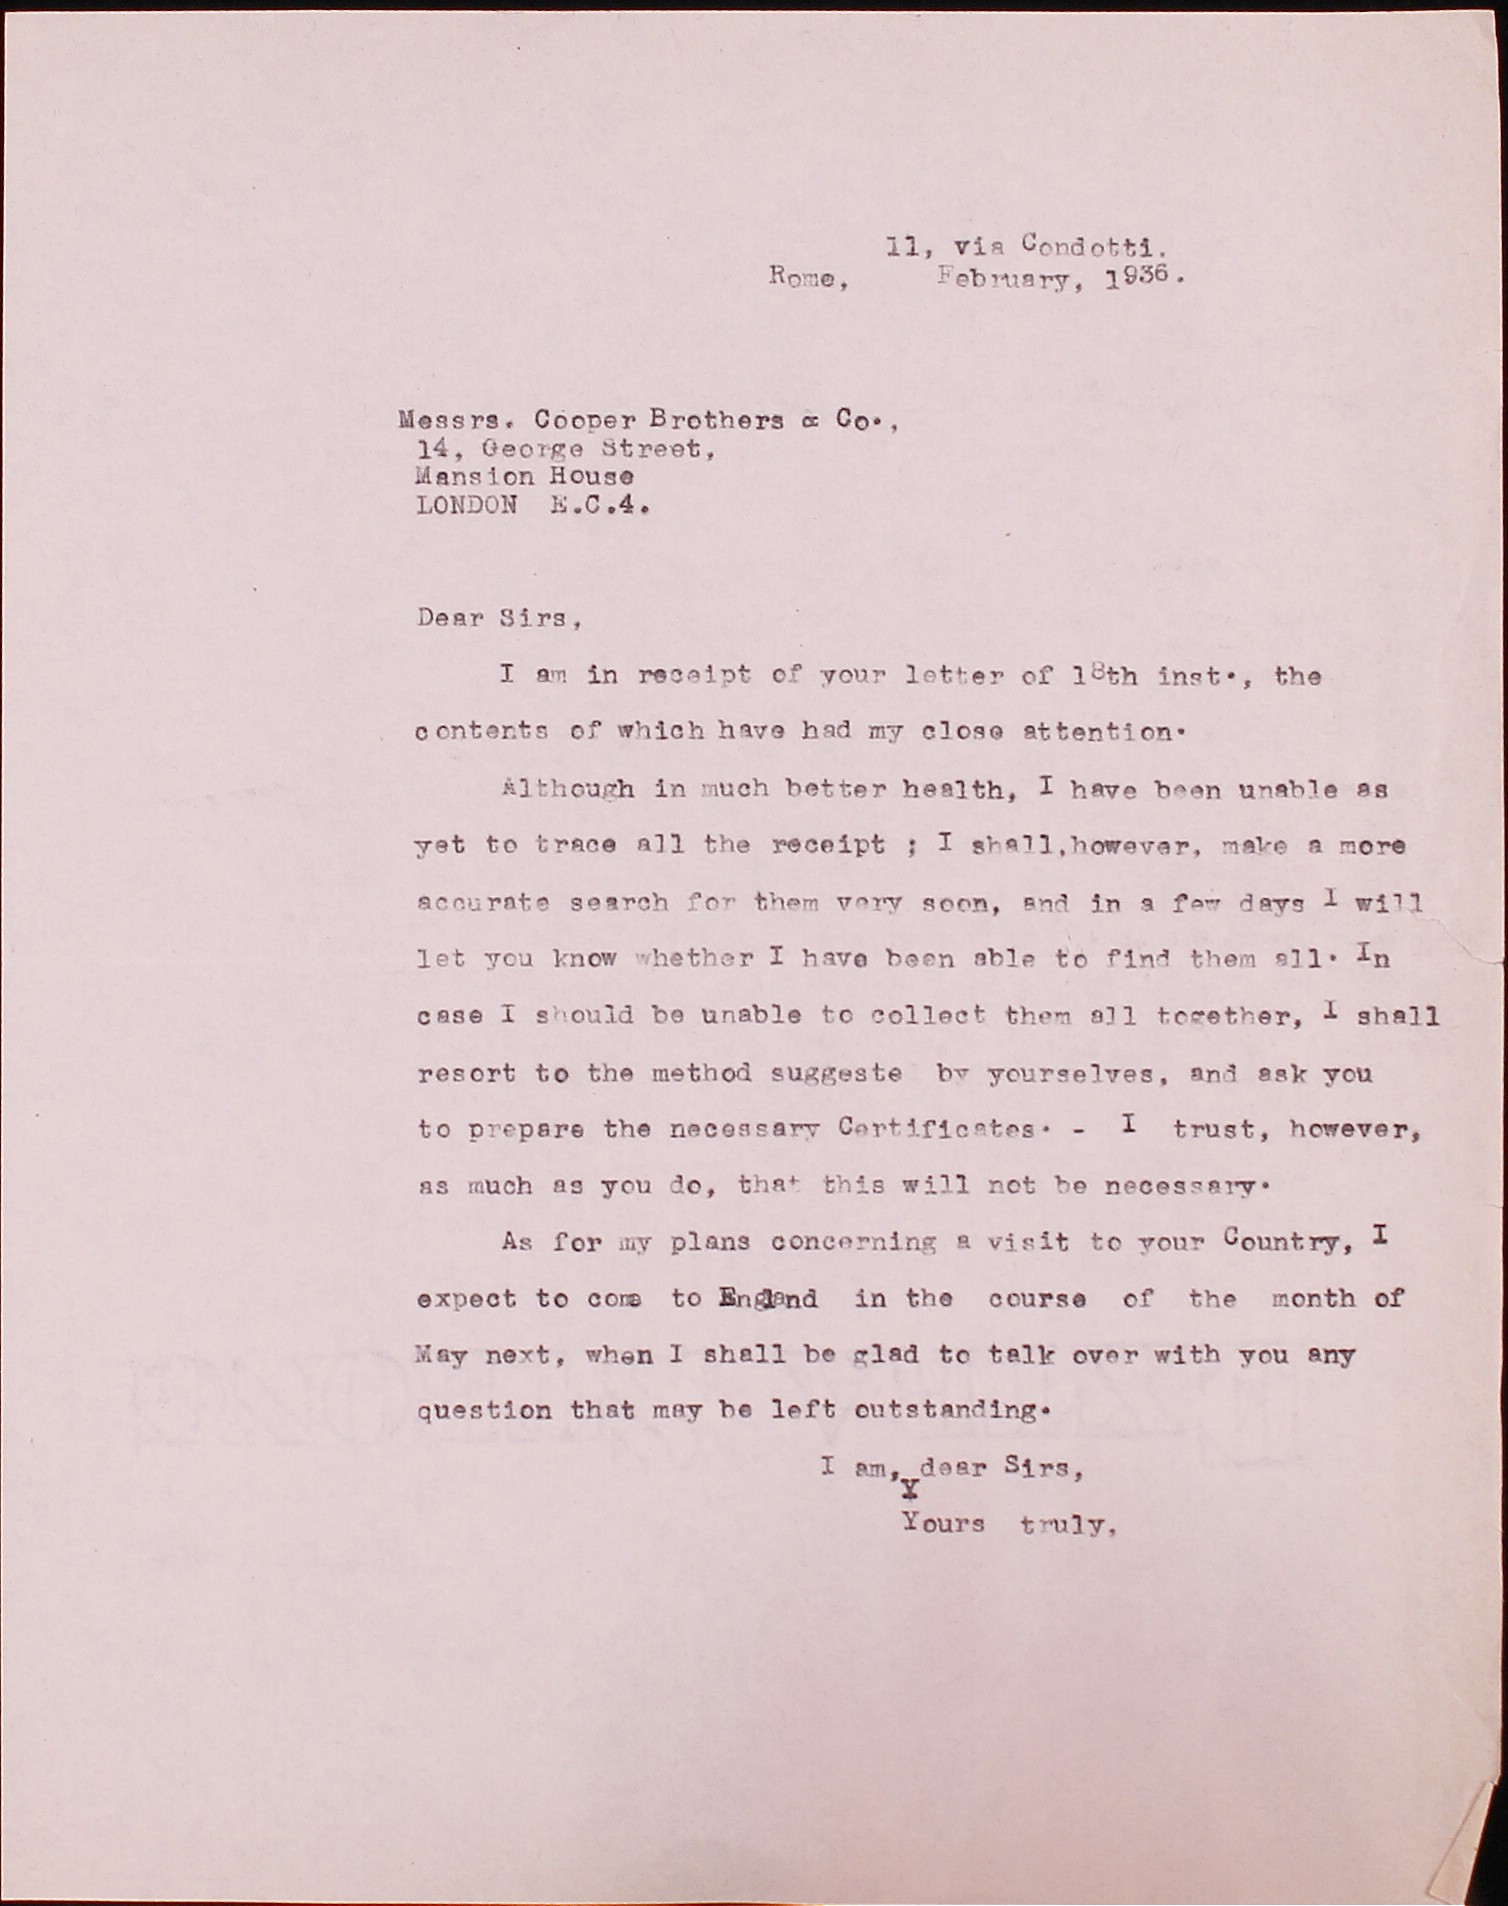 11, via Condotti.
Rome, February, 1936.
Messrs. Cooper Brothers & Co.,
14, George Street,
Mansion House
LONDON E.C.4.
Dear Sirs,
I am in receipt of your letter of 18th inst., the
contents of which have had my close attention.
Although in much better health, I have been unable as
yet to trace all the receipt ; I shall,however, make a more
accurate search for them very soon, and in a few days I will
let you know whether I have been able to find them all. In
case I should be unable to collect them all together, I shall
resort to the method suggeste by yourselves, and ask you
to prepare the necessary Certificates. - I trust, however,
as much as you do, that this will not be necessary.
As for my plans concerning a visit to your Country, I
expect to come to England in the course of the month of
May next, when I shall be glad to talk over with you any
question that may be left outstanding.
I am, dear Sirs,
Y
Yours truly,